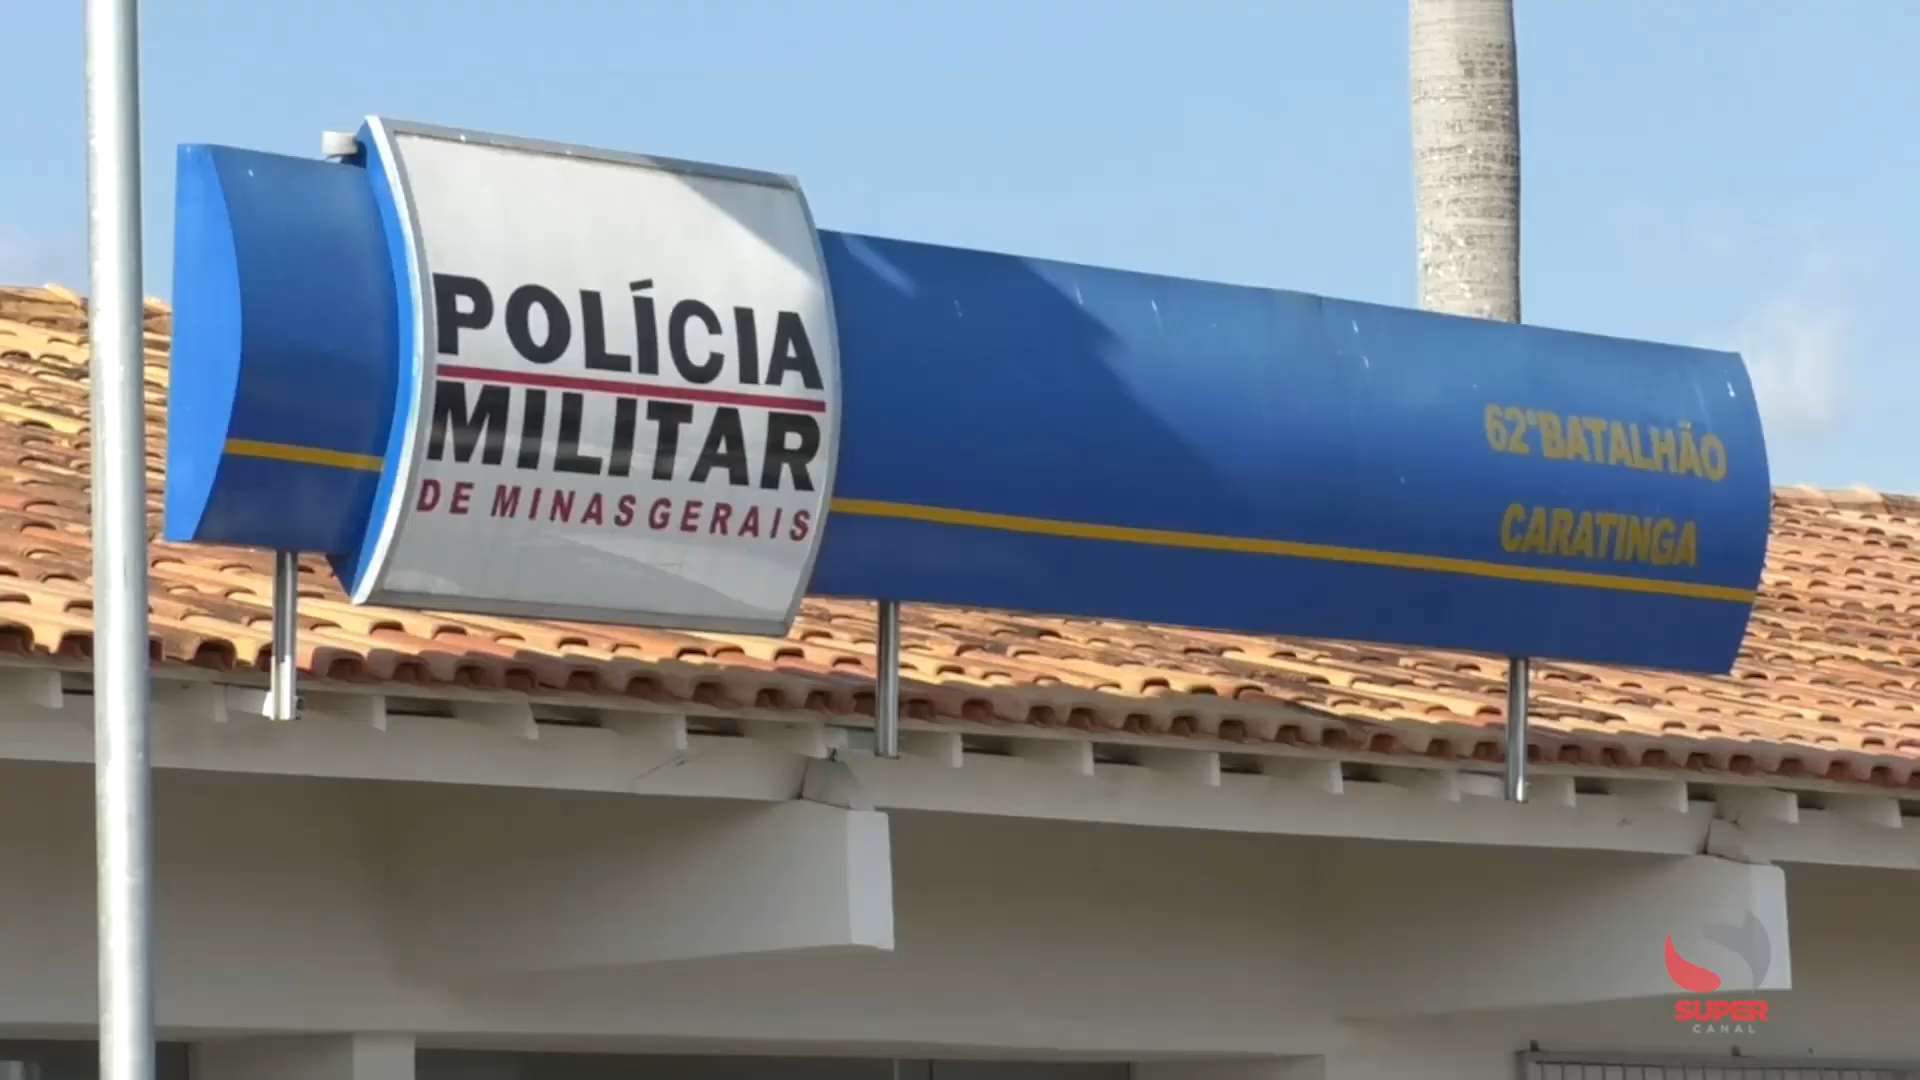 POLÍCIA
MILITAR
DE MINAS GERAIS
62° BATALHÃO
CARATINGA
SUPER
CANAL